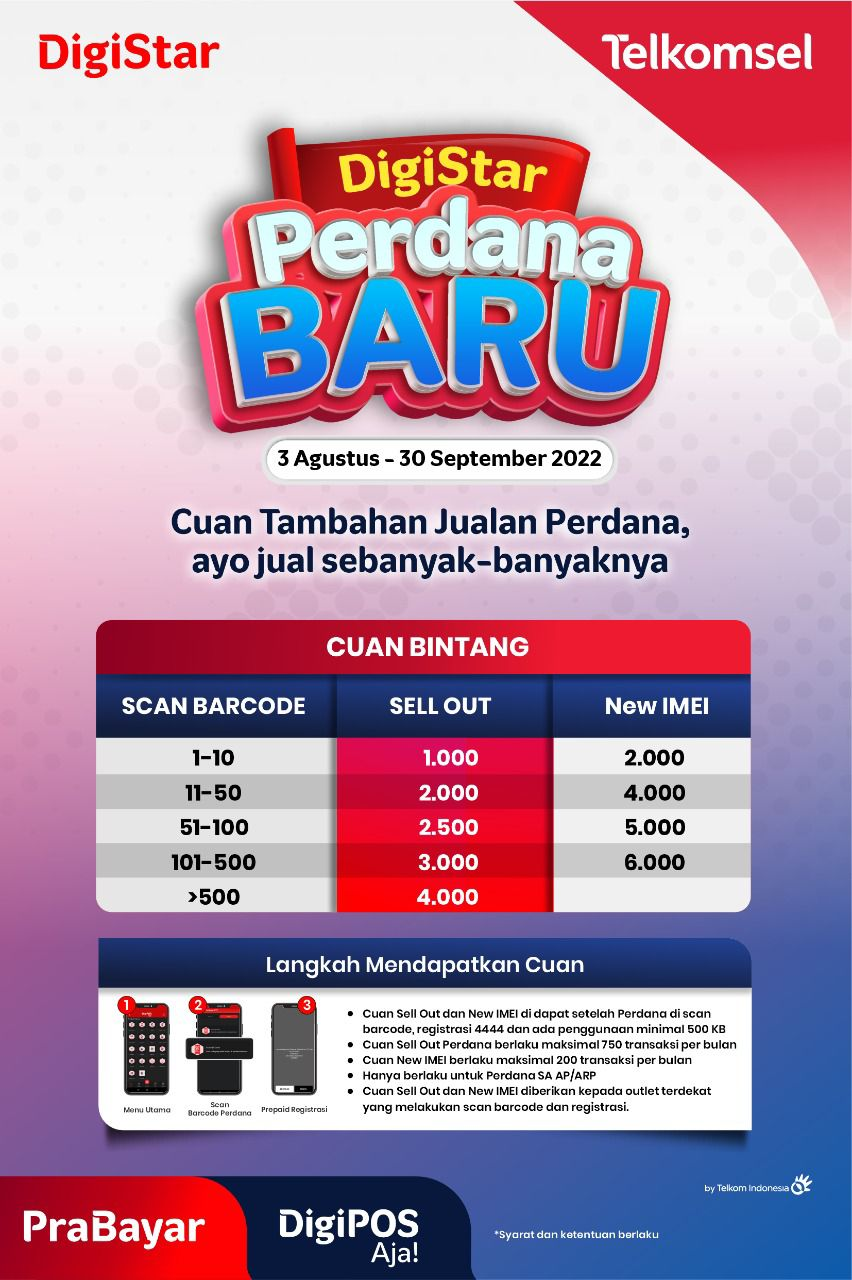 DigiStar
Telkomsel
DigiStar
Perdana
BARU
3 Agustus - 30 September 2022
Cuan Tambahan Jualan Perdana,
ayo jual sebanyak-banyaknya
CUAN BINTANG
SCAN BARCODE SELL OUT New IMEI
1-10 1.000 2.000
11-50 2.000 4.000
51-100 2.500 5.000
101-500 3.000 6.000
>500 4.000
Langkah Mendapatkan Cuan
1 2 3
Menu Utama
Scan
Barcode Perdana
Prepaid Registrasi
• Cuan Sell Out dan New IMEI di dapat setelah Perdana di scan
barcode, registrasi 4444 dan ada penggunaan minimal 500 KB
• Cuan Sell Out Perdana berlaku maksimal 750 transaksi per bulan
• Cuan New IMEI berlaku maksimal 200 transaksi per bulan
• Hanya berlaku untuk Perdana SA AP/ARP
• Cuan Sell Out dan New IMEI diberikan kepada outlet terdekat
yang melakukan scan barcode dan registrasi.
by Telkom Indonesia
PraBayar
DigiPOS
Aja!
*Syarat dan ketentuan berlaku